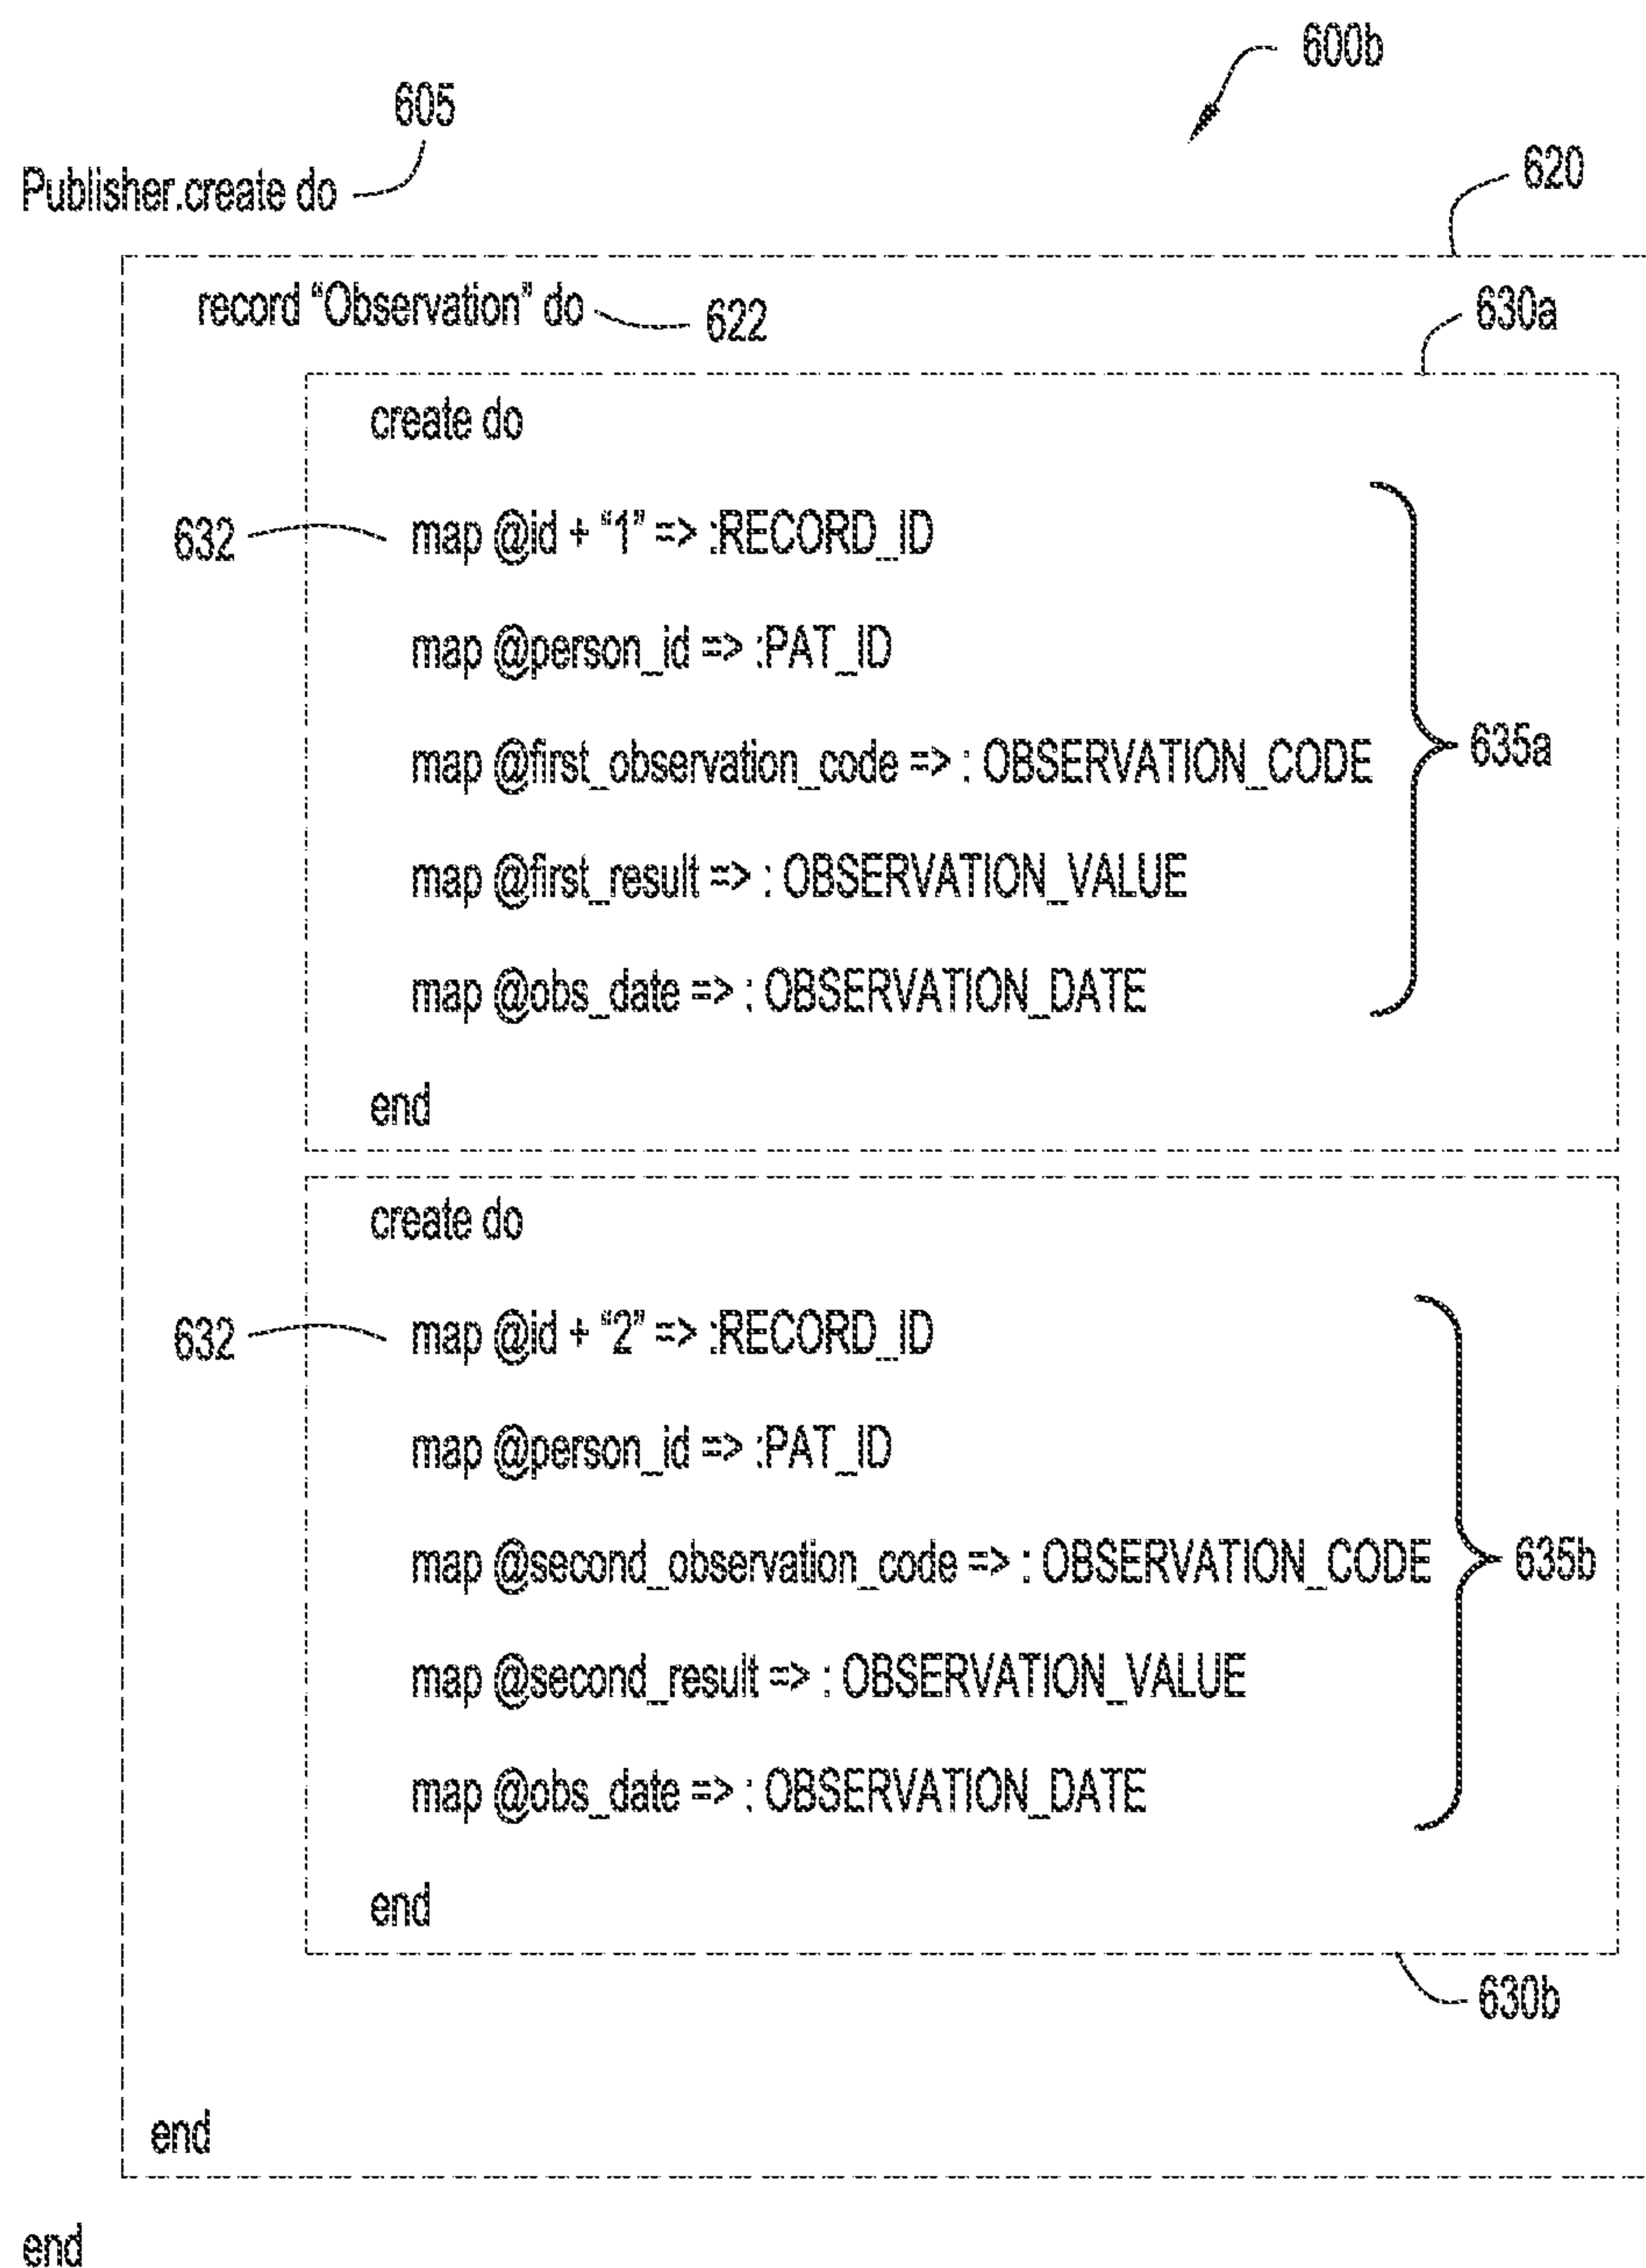 600b
605
Publisher.create do
620
record “Observation” do
622
630a
create do
632
map @id + “1” => :RECORD_ID
map @person_id => :PAT_ID
map @first_observation_code => : OBSERVATION_CODE
635a
map @first_result => : OBSERVATION_VALUE
map @obs_date => : OBSERVATION_DATE
end
create do
632
map @id + “2” => :RECORD_ID
map @person_id => :PAT_ID
map @second_observation_code => : OBSERVATION_CODE
635b
map @second_result => : OBSERVATION_VALUE
map @obs_date => : OBSERVATION_DATE
end
630b
end
end